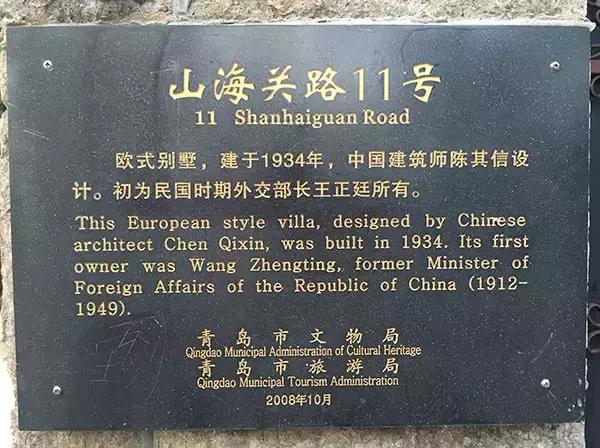 山海关路11号
11 Shanhaiguan Road
欧式别墅，建于1934年，中国建筑师陈其信设
计。初为民国时期外交部长王正廷所有。
This European style villa, designed by Chinese
architect Chen Qixin, was built in 1934. Its first
owner was Wang Zhengting, former Minister of
Foreign Affairs of the Republic of China (1912-
1949).
青岛市文物局
Qingdao Municipal Administration of Cultural Heritage
青岛市旅游局
Qingdao Municipal Tourism Administration
2008年10月